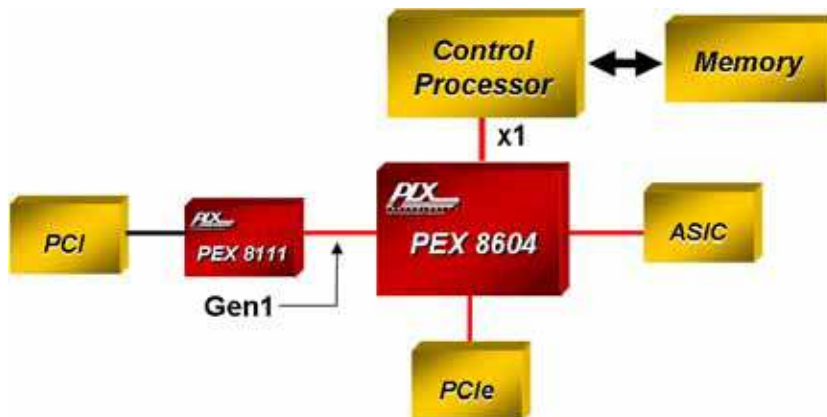 Control
Processor
Memory
x1
PLX
PEX 8604
PCI
PLX
PEX 8111
ASIC
Gen1
PCIe